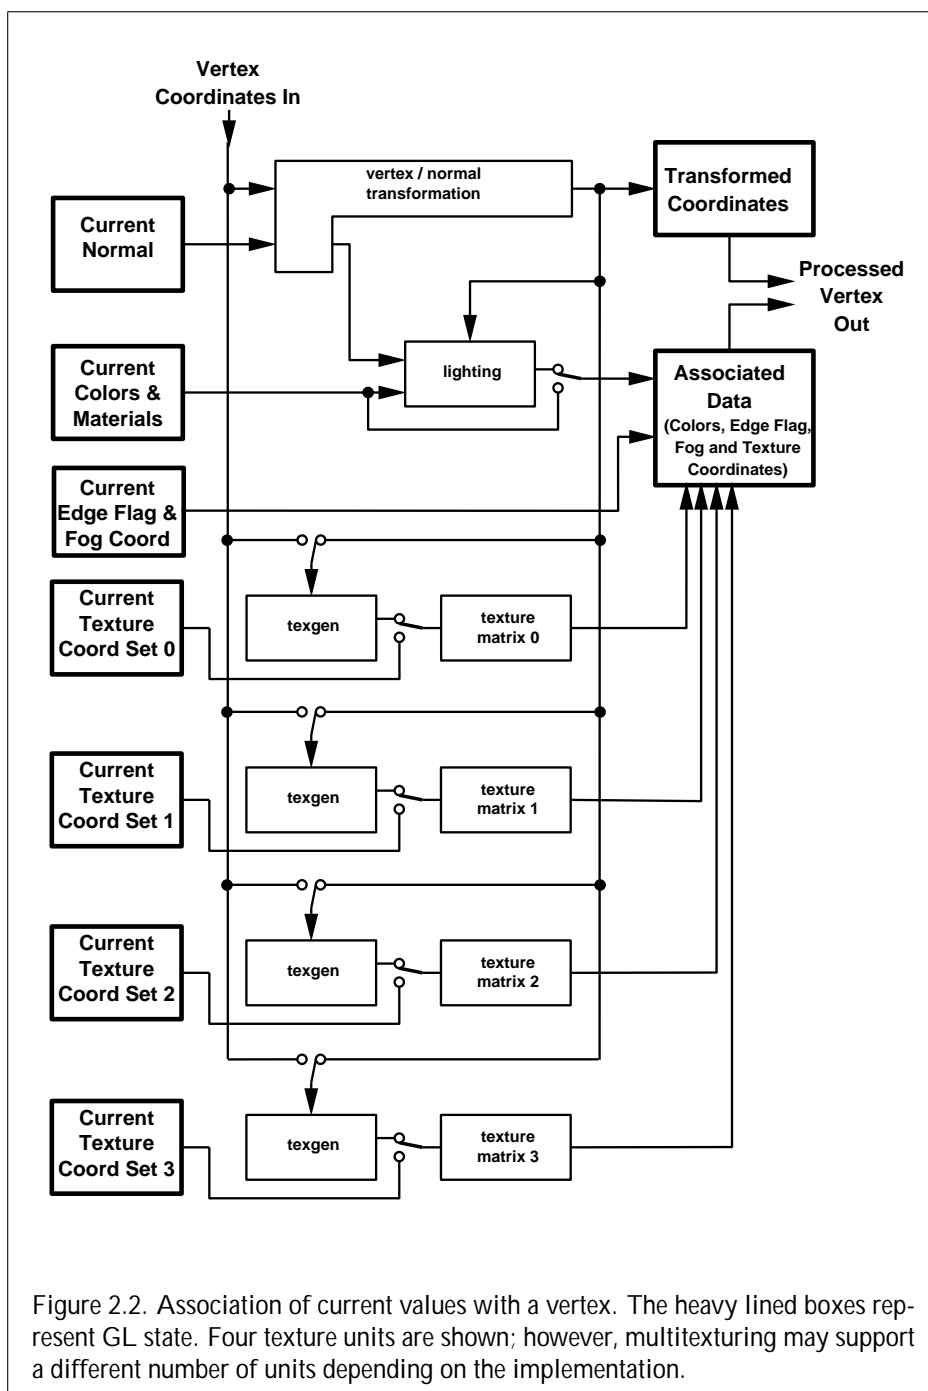 Vertex
Coordinates In
vertex / normal
transformation
Transformed
Coordinates
Current
Normal
Processed
Vertex
Out
Current
Colors &
Materials
lighting
Associated
Data
(Colors, Edge Flag,
Fog and Texture
Coordinates)
Current
Edge Flag &
Fog Coord
Current
Texture
Coord Set 0
texgen
texture
matrix 0
Current
Texture
Coord Set 1
texgen
texture
matrix 1
Current
Texture
Coord Set 2
texgen
texture
matrix 2
Current
Texture
Coord Set 3
texgen
texture
matrix 3
Figure 2.2. Association of current values with a vertex. The heavy lined boxes rep-
resent GL state. Four texture units are shown; however, multitexturing may support
a different number of units depending on the implementation.